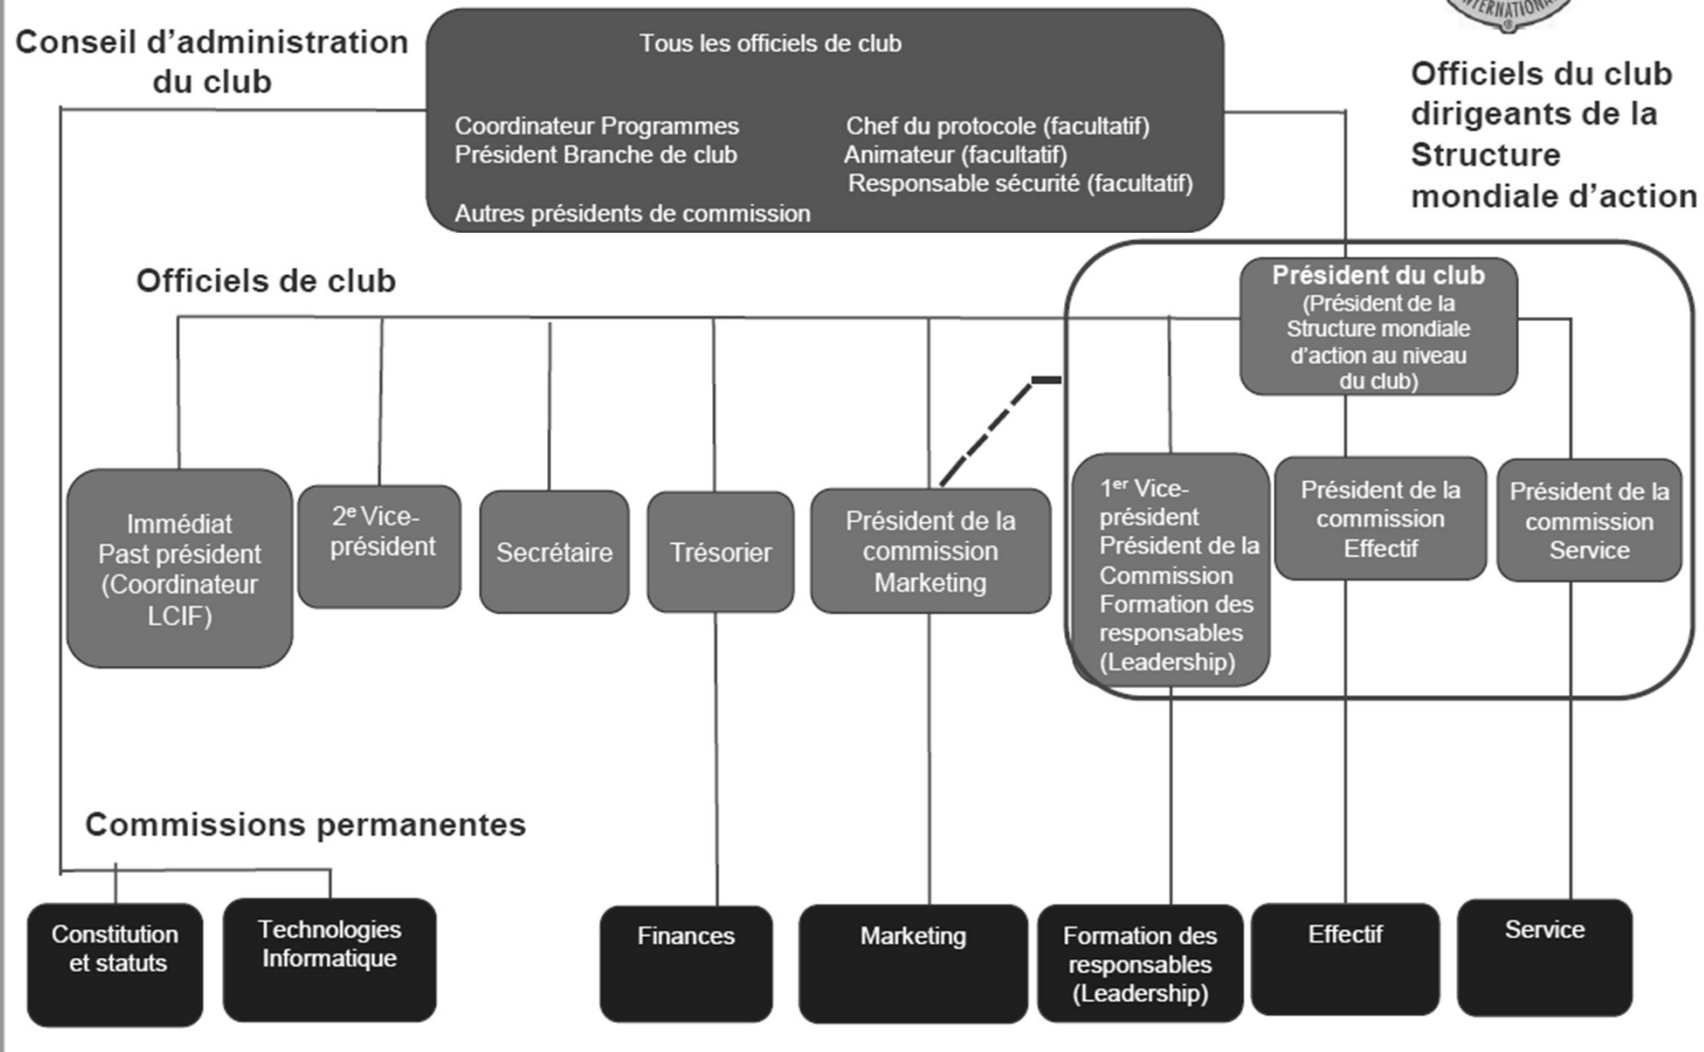 INTERNATIONAL
®
Conseil d’administration
du club
Tous les officiels de club
Coordinateur Programmes
Président Branche de club
Autres présidents de commission
Chef du protocole (facultatif)
Animateur (facultatif)
Responsable sécurité (facultatif)
Officiels du club
dirigeants de la
Structure
mondiale d’action
Officiels de club
Président du club
(Président de la
Structure mondiale
d’action au niveau
du club)
Immédiat
Past président
(Coordinateur
LCIF)
2e Vice-
président
Secrétaire
Trésorier
Président de la
commission
Marketing
1er Vice-
président
Président de la
Commission
Formation des
responsables
(Leadership)
Président de la
commission
Effectif
Président de la
commission
Service
Commissions permanentes
Constitution
et statuts
Technologies
Informatique
Finances
Marketing
Formation des
responsables
(Leadership)
Effectif
Service